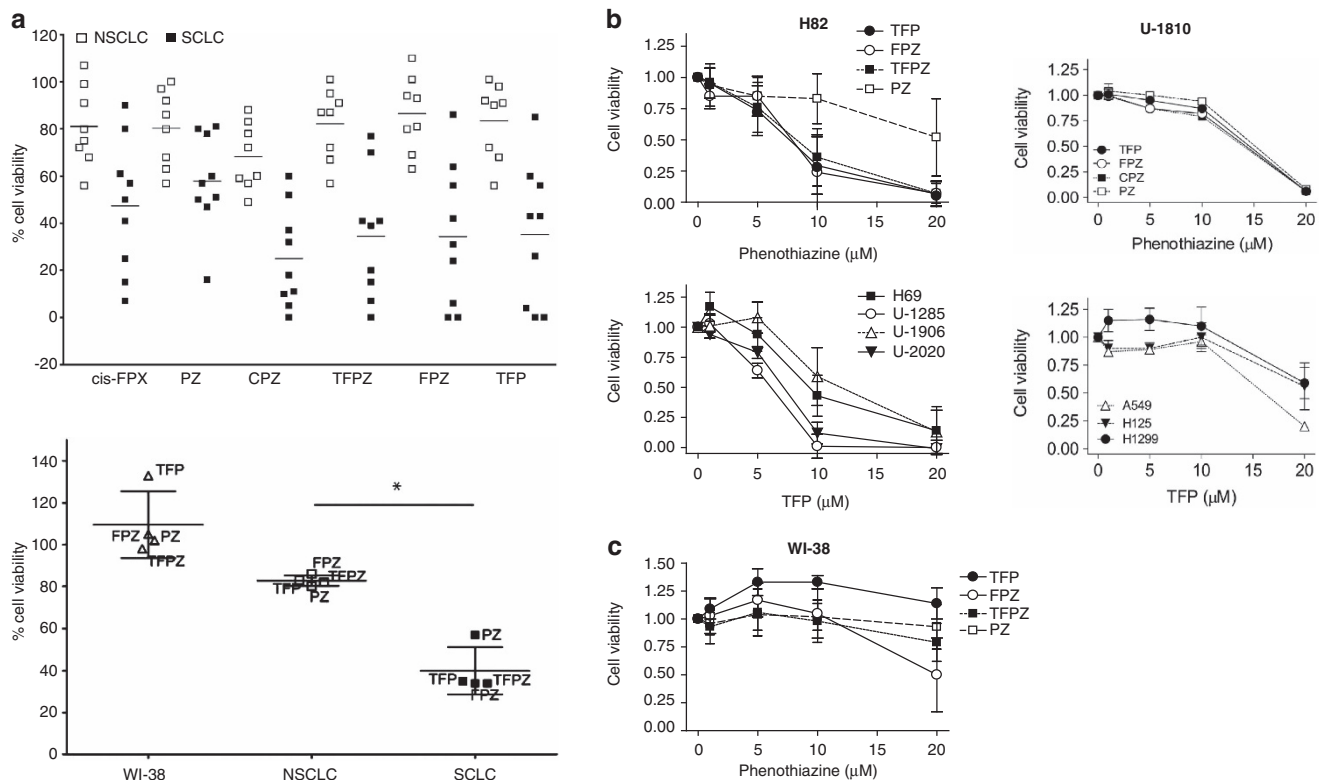 a
NSCLC SCLC
120
100
80
60
40
20
0
-20
% cell viability
cis-FPX PZ CPZ TFPZ FPZ TFP
140
120
100
80
60
40
20
0
% cell viability
TFP
FPZ PZ
TFPZ
*
FPZ
TFPZ
TFP
PZ
PZ
TFP TFPZ
FPZ
WI-38 NSCLC SCLC
b
H82
TFP
FPZ
TFPZ
PZ
1.25
1.00
0.75
0.50
0.25
0.00
Cell viability
0 5 10 15 20
Phenothiazine (μM)
U-1810
1.25
1.00
0.75
0.50
0.25
0.00
Cell viability
TFP
FPZ
CPZ
PZ
0 5 10 15 20
Phenothiazine (μM)
H69
U-1285
U-1906
U-2020
1.25
1.00
0.75
0.50
0.25
0.00
Cell viability
0 5 10 15 20
TFP (μM)
1.25
1.00
0.75
0.50
0.25
0.00
Cell viability
A549
H125
H1299
0 5 10 15 20
TFP (μM)
c
WI-38
TFP
FPZ
TFPZ
PZ
1.50
1.25
1.00
0.75
0.50
0.25
0.00
Cell viability
0 5 10 15 20
Phenothiazine (μM)